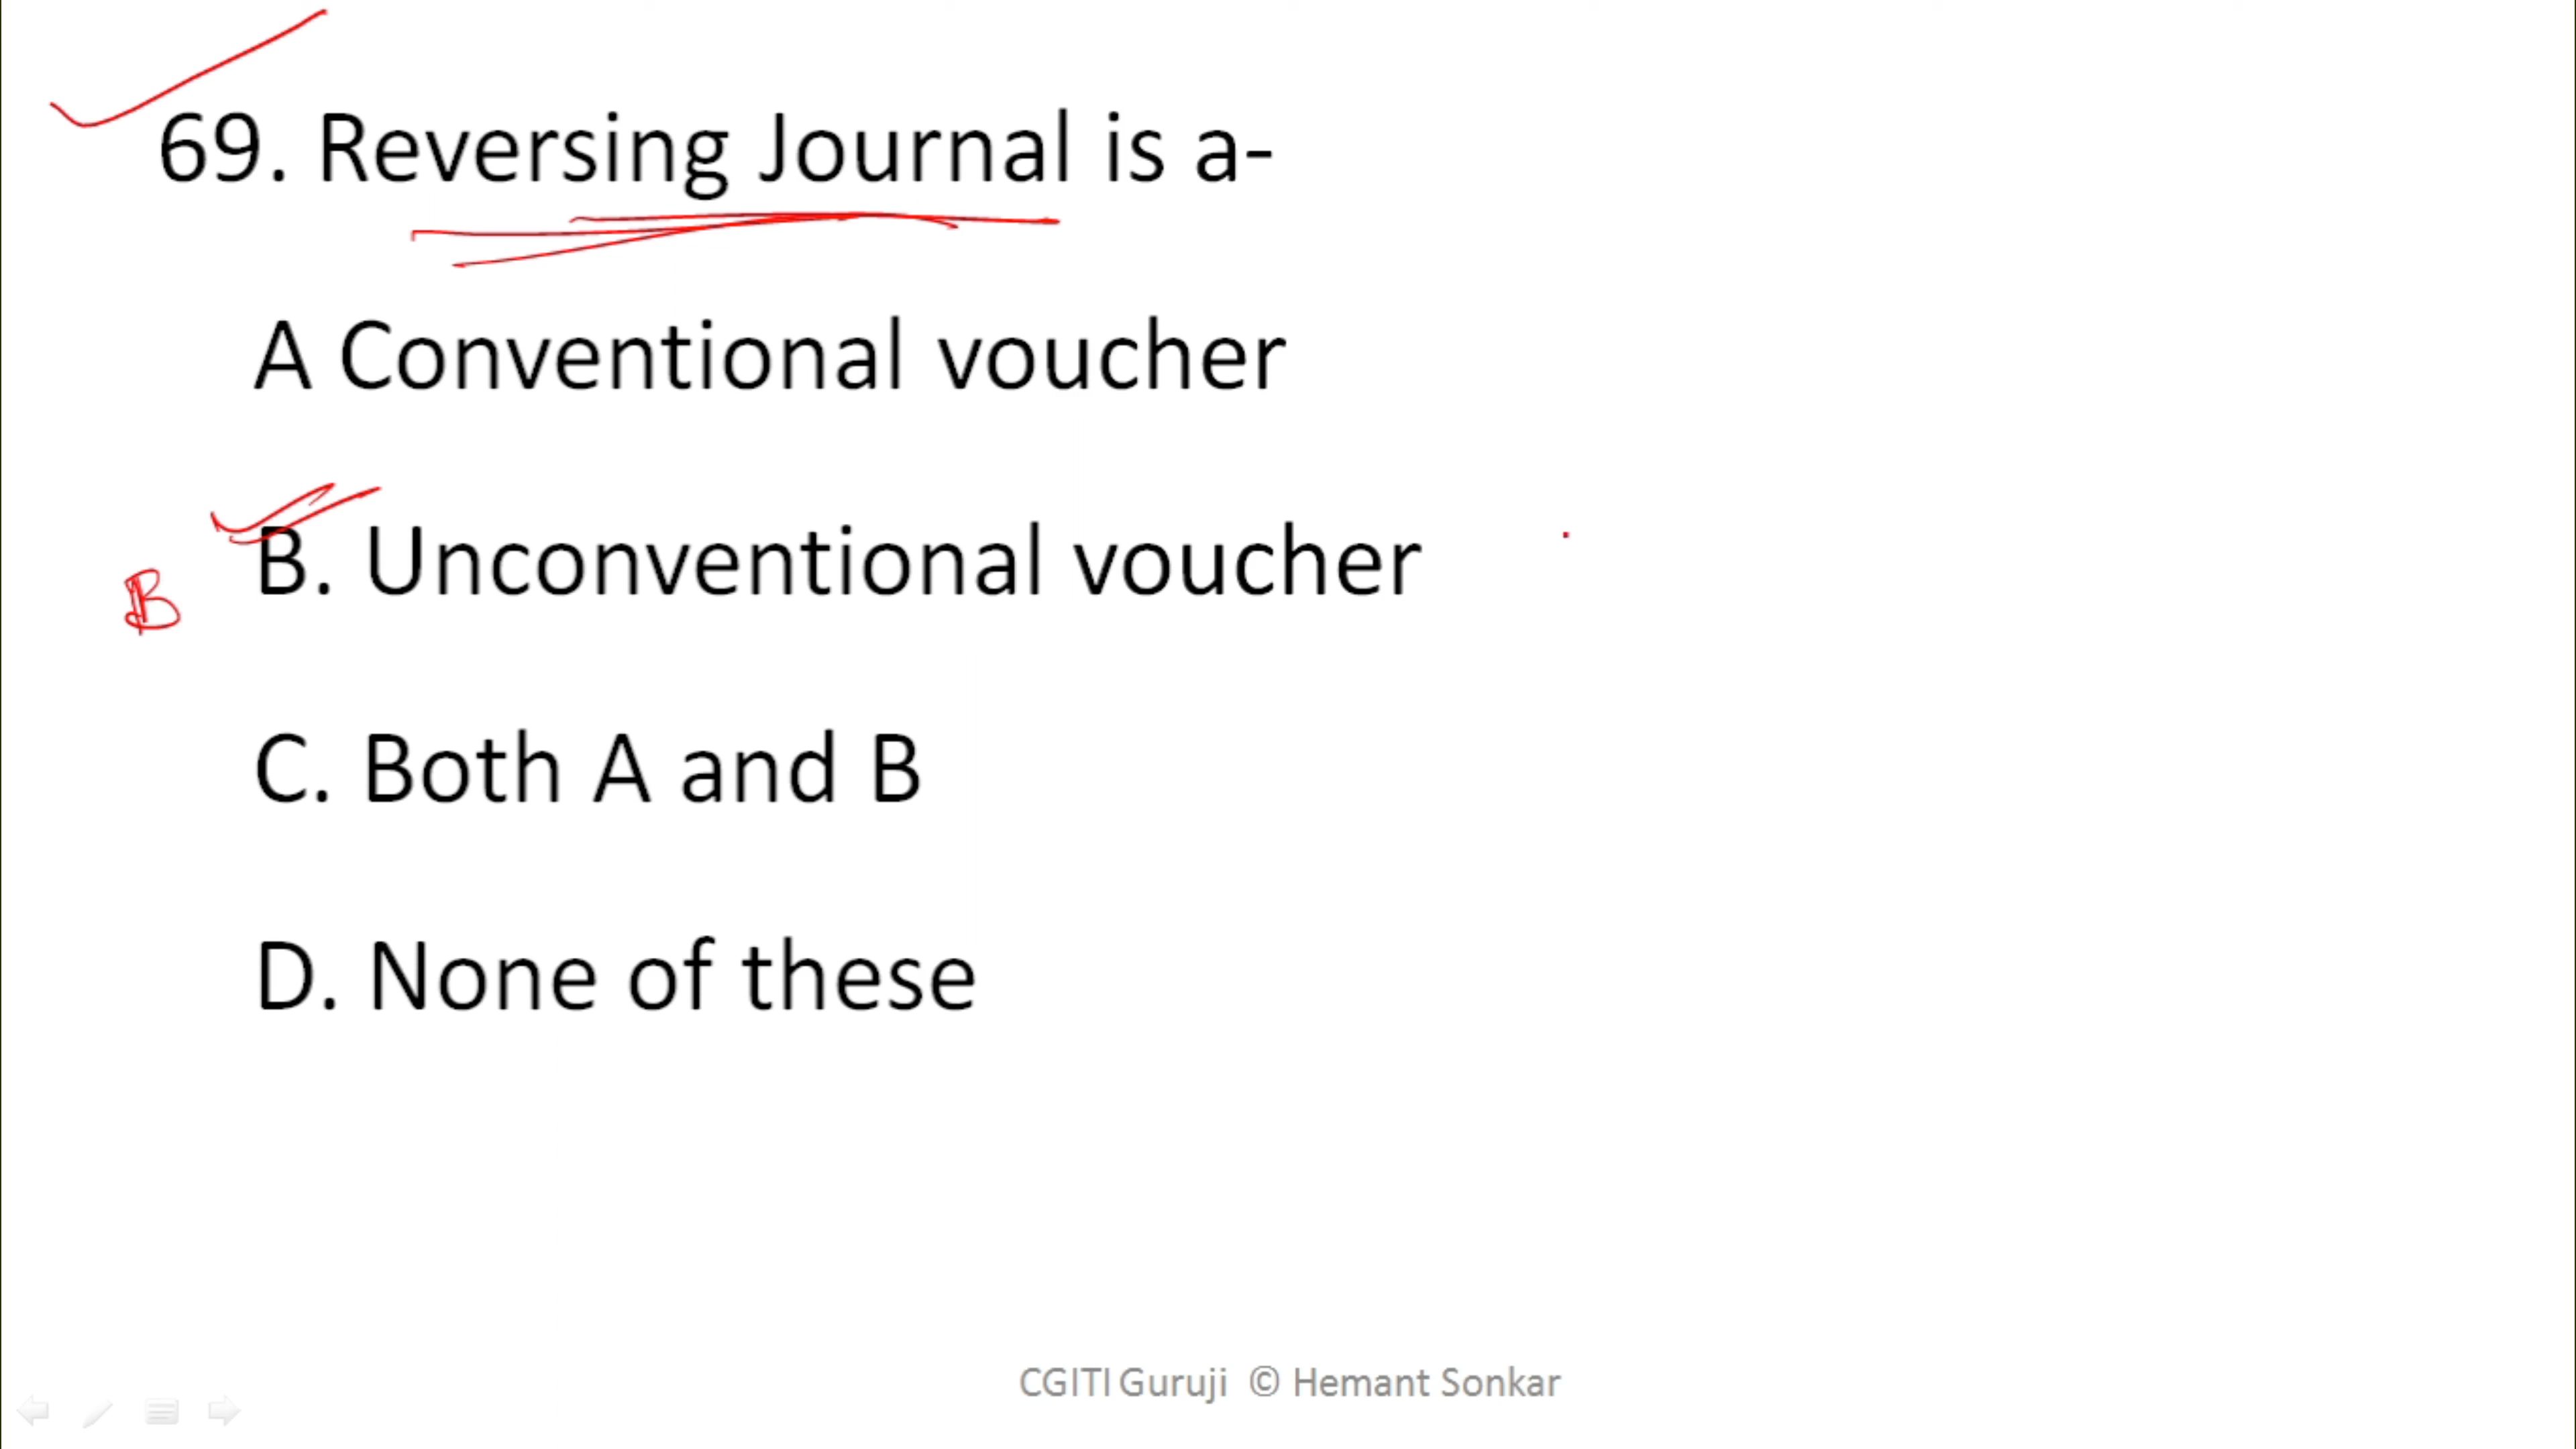 69. Reversing Journal is a-
A Conventional voucher
B. Unconventional voucher
B
C. Both A and B
D. None of these
CGITI Guruji © Hemant Sonkar